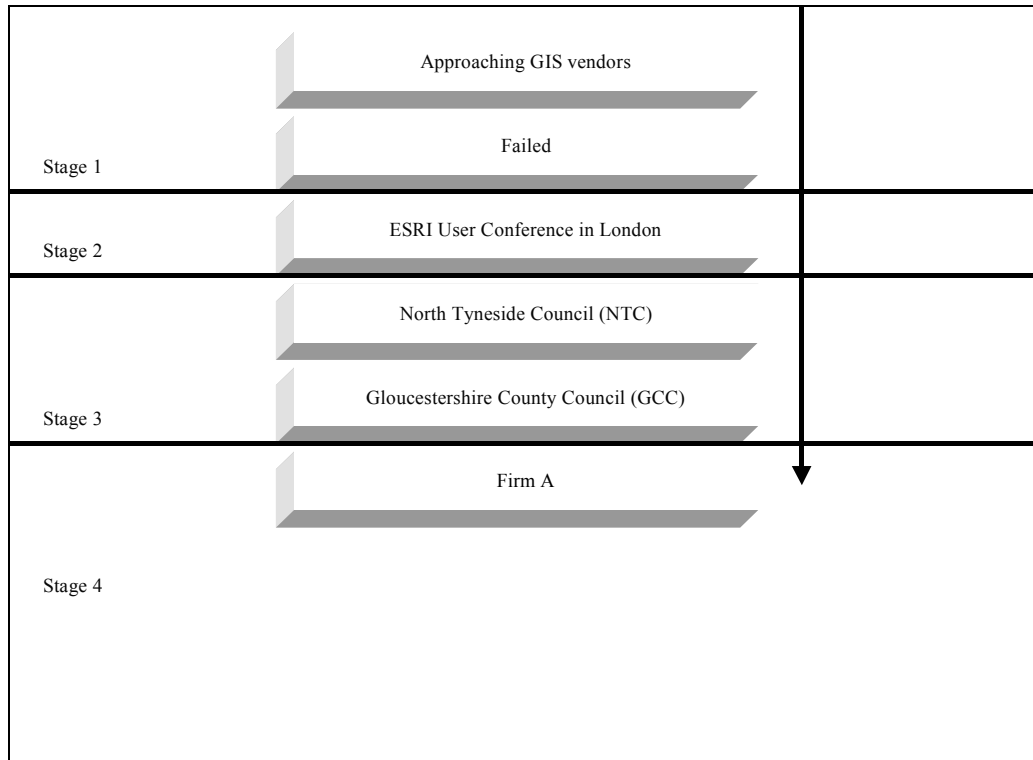 Approaching GIS vendors
Failed
Stage 1
ESRI User Conference in London
Stage 2
North Tyneside Council (NTC)
Gloucestershire County Council (GCC)
Stage 3
Firm A
Stage 4